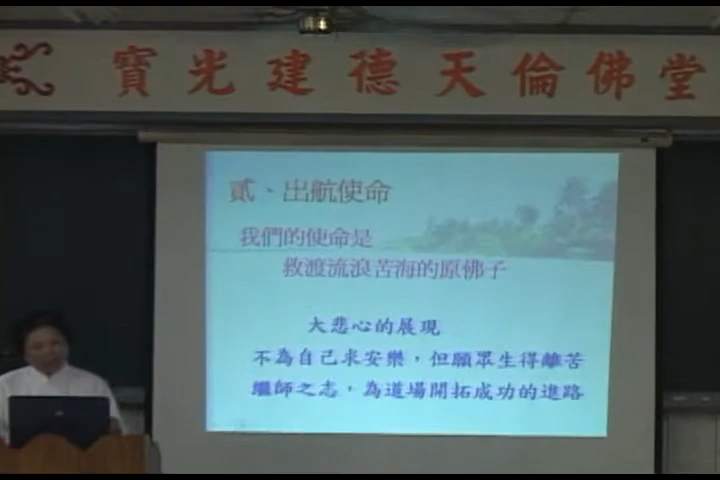 寶光建德天倫佛堂
貳、出航使命
我們的使命是
救渡流浪苦海的原佛子
大悲心的展現
不為自己求安樂，但願眾生得離苦
繼師之志，為道場開拓成功的進路